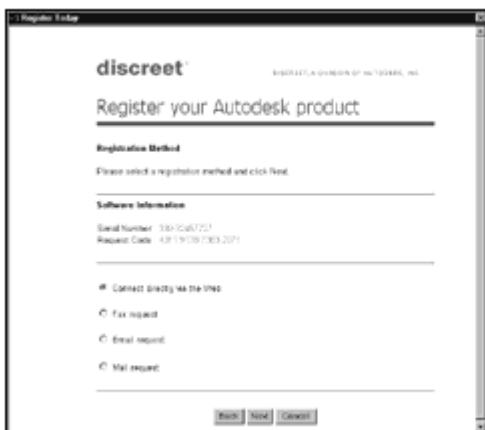 Register Today
discreet
DISCREET, A DIVISION OF AUTODESK, INC.
Register your Autodesk product
Registration Method
Please select a registration method and click Next.
Software Information
Serial Number
Request Code
Connect directly via the Web
Fax request
Email request
Mail request
Back Next Cancel